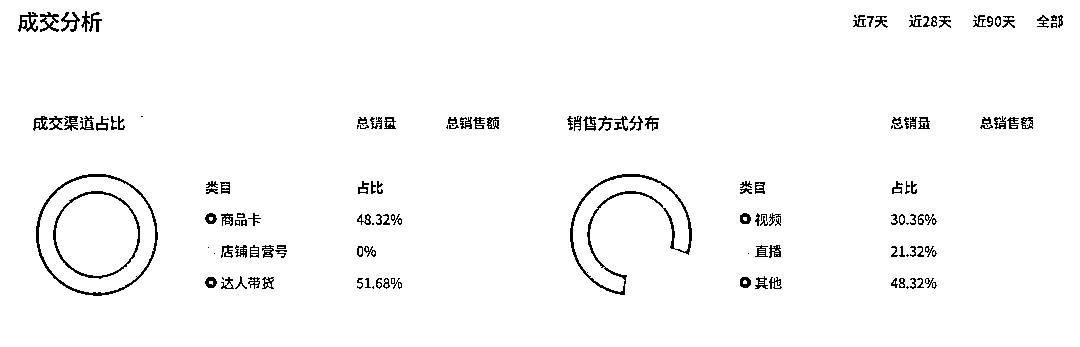 成交分析
近7天 近28天 近90天 全部
成交渠道占比 总销量 总销售额
类目 占比
商品卡 48.32%
店铺自营号 0%
达人带货 51.68%
销售方式分布 总销量 总销售额
类目 占比
视频 30.36%
直播 21.32%
其他 48.32%